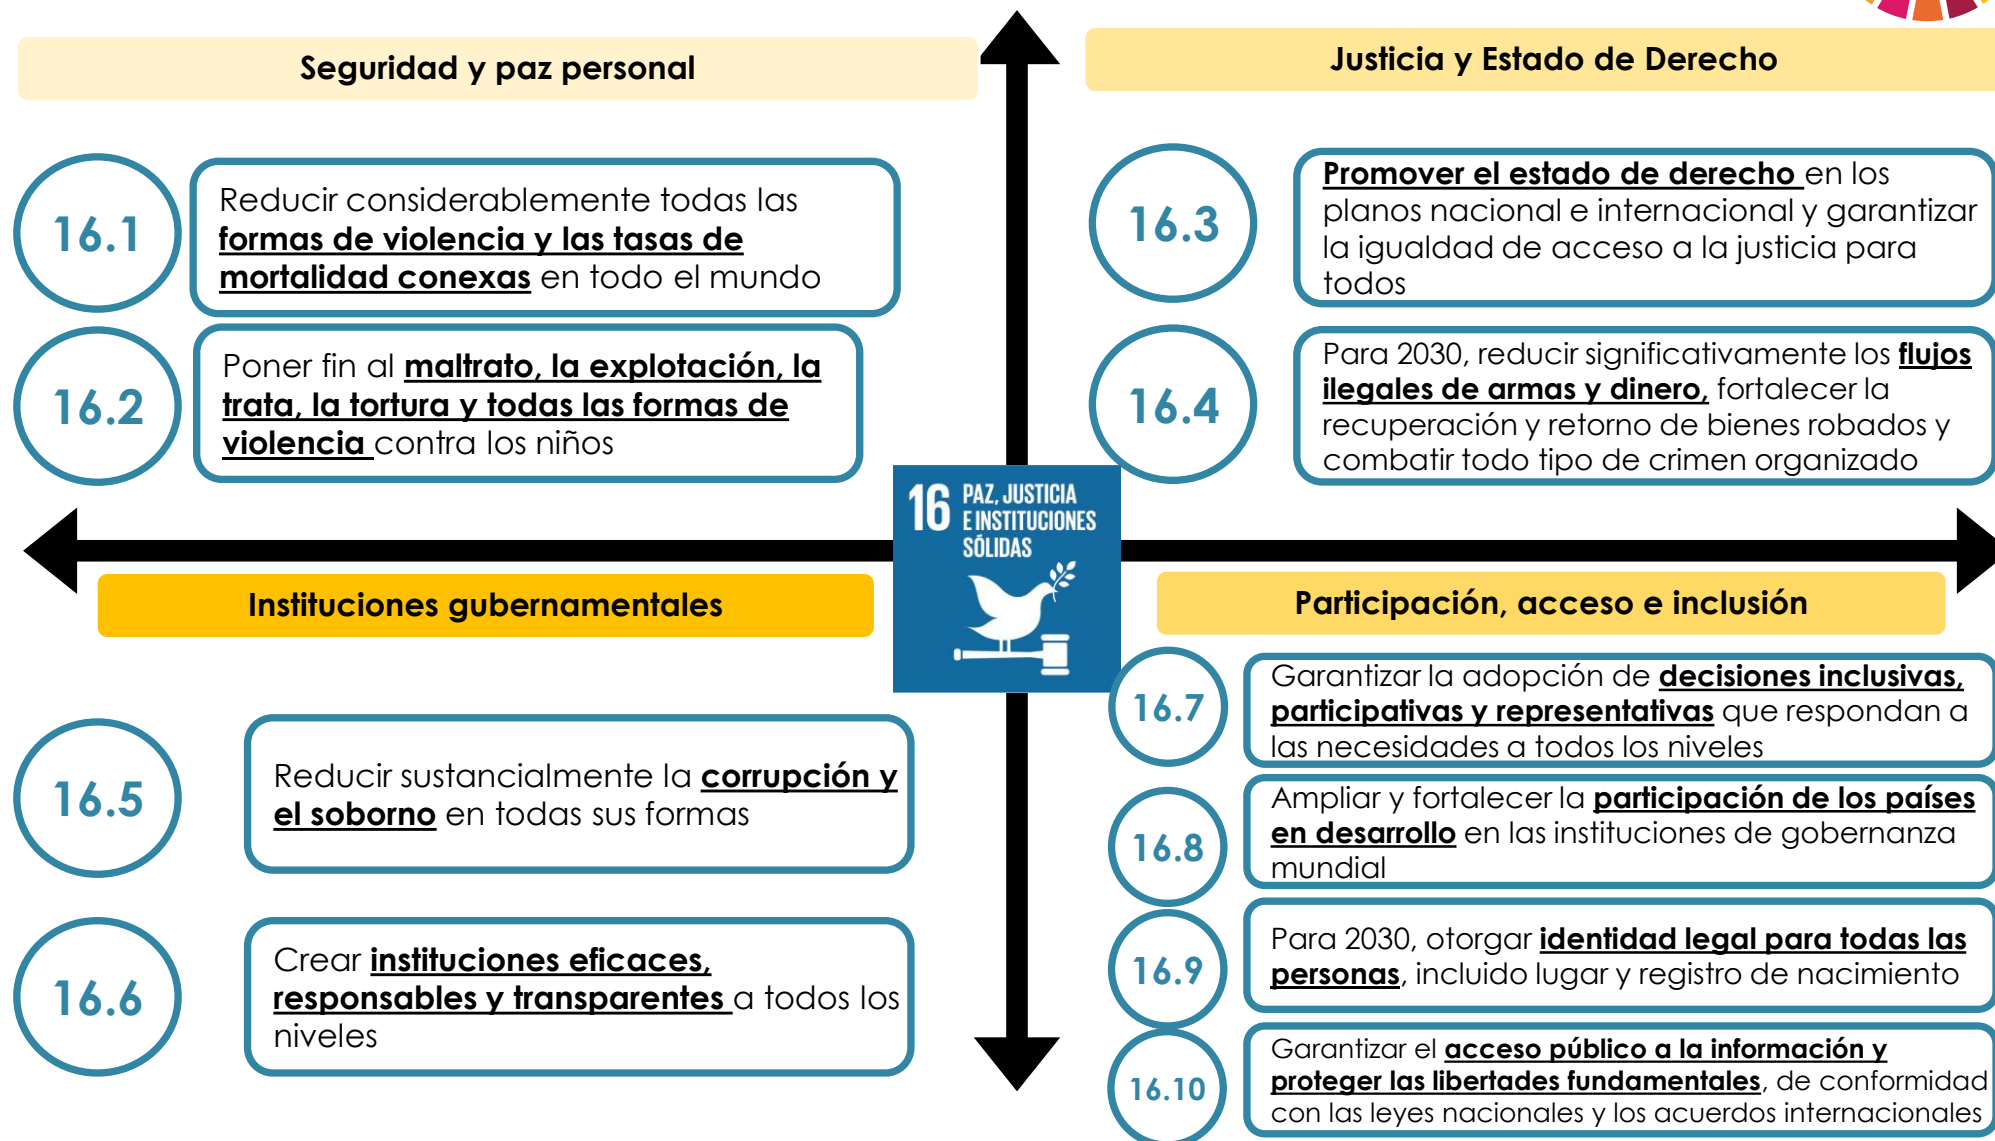 Seguridad y paz personal
16.1
Reducir considerablemente todas las
formas de violencia y las tasas de
mortalidad conexas en todo el mundo
16.2
Poner fin al maltrato, la explotación, la
trata, la tortura y todas las formas de
violencia contra los niños
Justicia y Estado de Derecho
16.3
Promover el estado de derecho en los
planos nacional e internacional y garantizar
la igualdad de acceso a la justicia para
todos
16.4
Para 2030, reducir significativamente los flujos
ilegales de armas y dinero, fortalecer la
recuperación y retorno de bienes robados y
combatir todo tipo de crimen organizado
16 PAZ, JUSTICIA
E INSTITUCIONES
SÓLIDAS
Instituciones gubernamentales
16.5
Reducir sustancialmente la corrupción y
el soborno en todas sus formas
16.6
Crear instituciones eficaces,
responsables y transparentes a todos los
niveles
Participación, acceso e inclusión
16.7
Garantizar la adopción de decisiones inclusivas,
participativas y representativas que respondan a
las necesidades a todos los niveles
16.8
Ampliar y fortalecer la participación de los países
en desarrollo en las instituciones de gobernanza
mundial
16.9
Para 2030, otorgar identidad legal para todas las
personas, incluido lugar y registro de nacimiento
16.10
Garantizar el acceso público a la información y
proteger las libertades fundamentales, de conformidad
con las leyes nacionales y los acuerdos internacionales